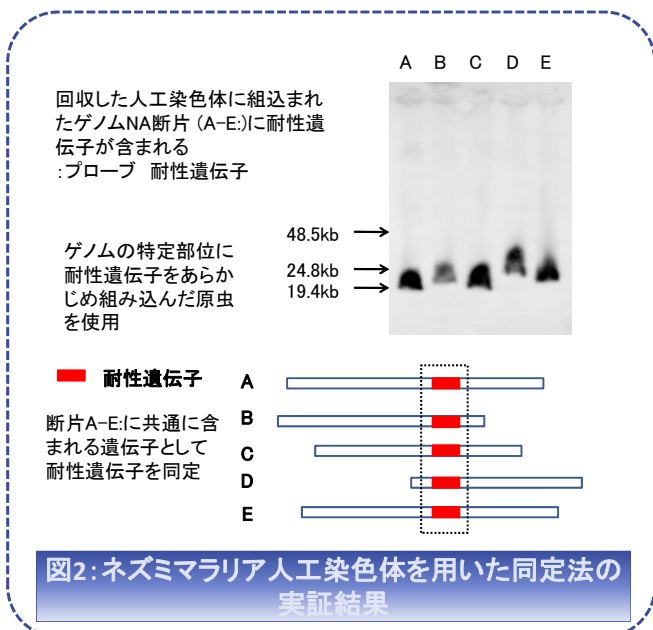 A B C D E
回収した人工染色体に組込まれ
たゲノムNA断片 (A-E:)に耐性遺
伝子が含まれる
:プローブ 耐性遺伝子
48.5kb
24.8kb
19.4kb
ゲノムの特定部位に
耐性遺伝子をあらか
じめ組み込んだ原虫
を使用
耐性遺伝子
断片A-E:に共通に含
まれる遺伝子として
耐性遺伝子を同定
A
B
C
D
E
図2:ネズミマラリア人工染色体を用いた同定法の
実証結果